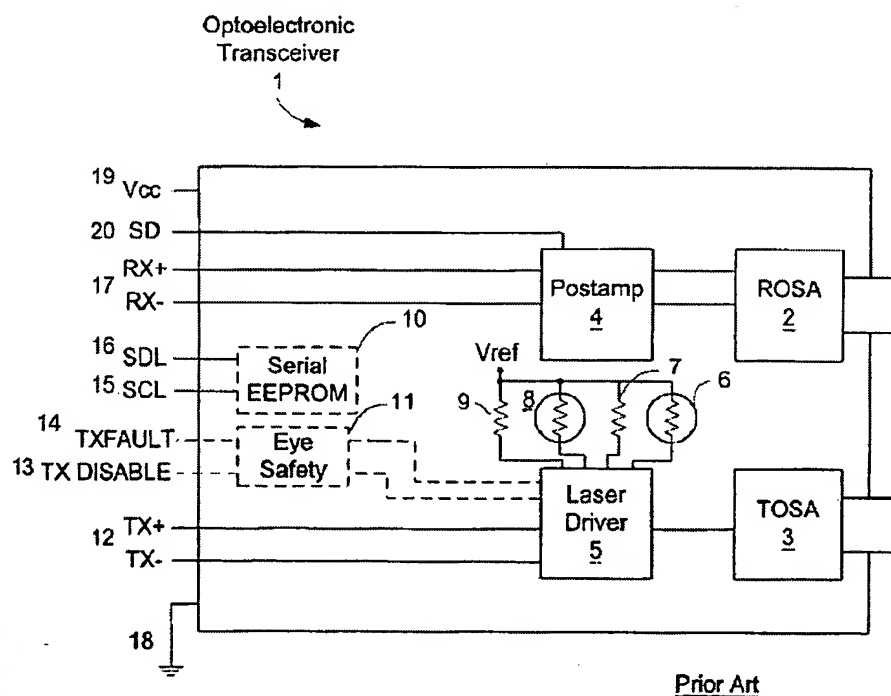 Optoelectronic
Transceiver
1
19 Vcc
20 SD
17 RX+
RX-
Postamp
4
ROSA
2
10
16 SDL
15 SCL
Serial
EEPROM
Vref
7
6
9
8
11
14 TXFAULT
13 TX DISABLE
Eye
Safety
12 TX+
TX-
Laser
Driver
5
TOSA
3
18
Prior Art